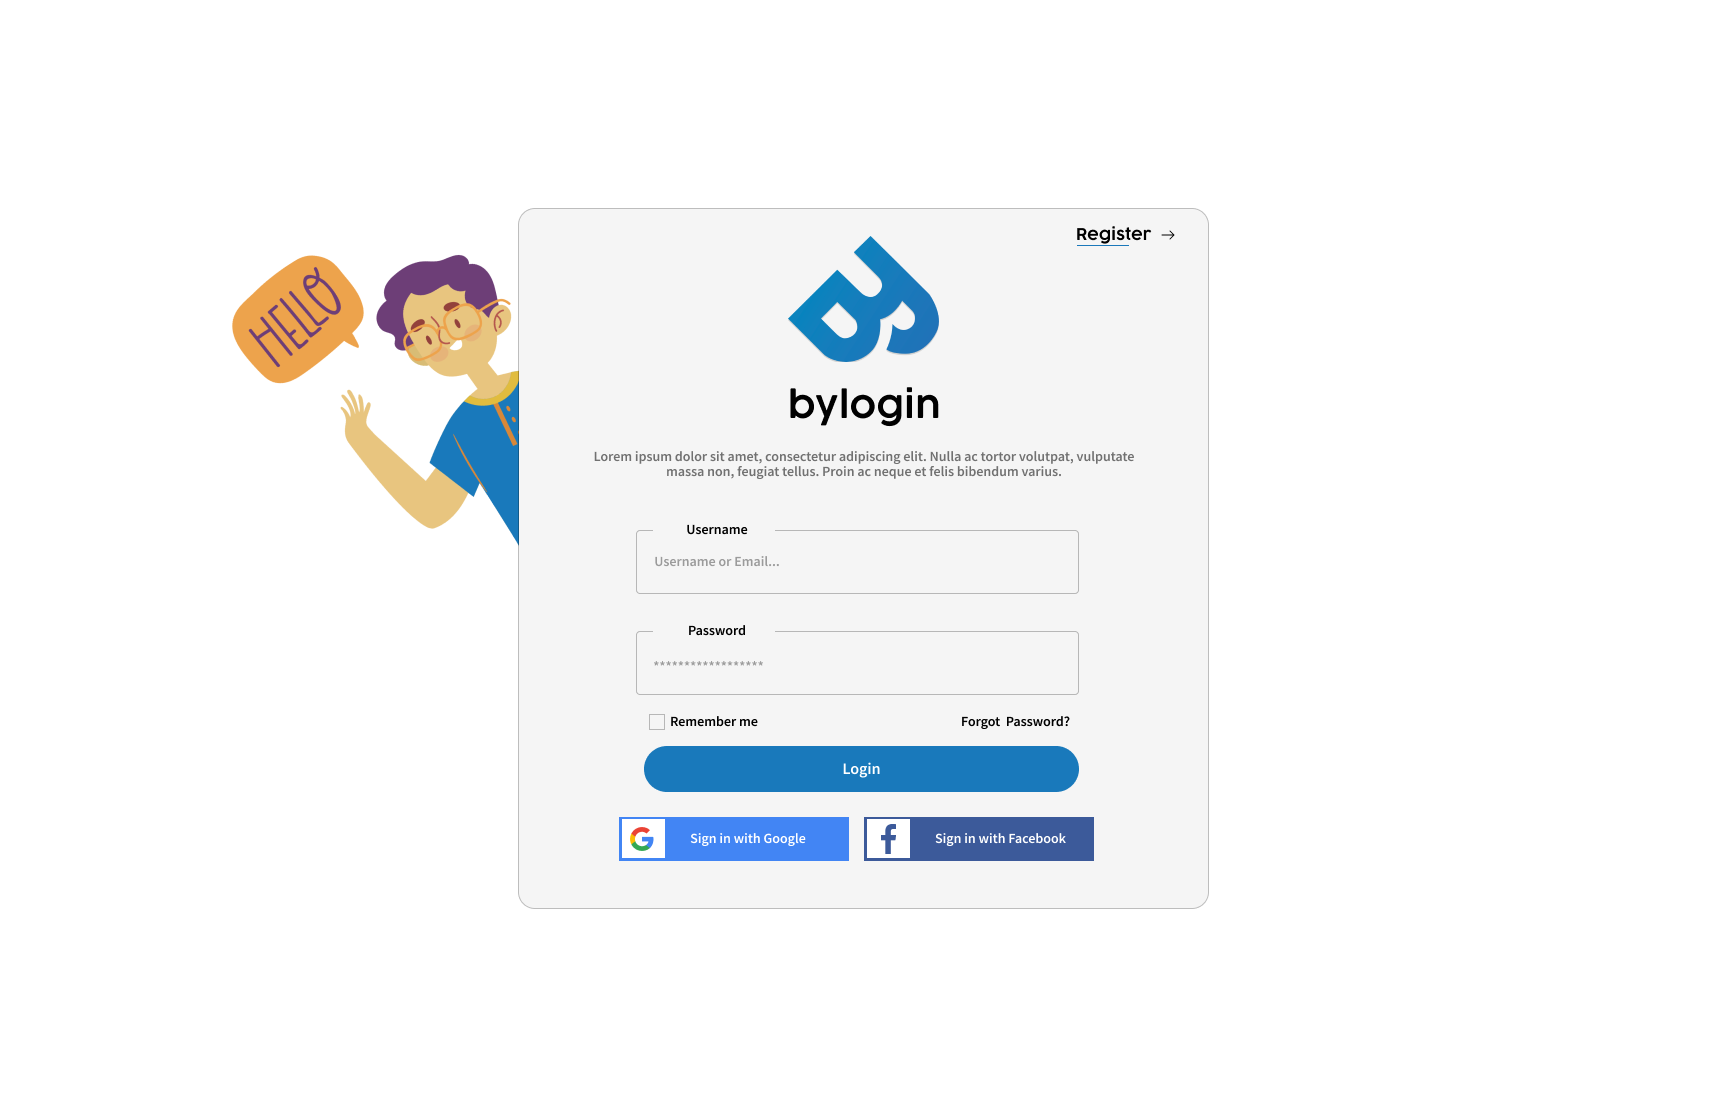 Register →
HELLO
bylogin
Lorem ipsum dolor sit amet, consectetur adipiscing elit. Nulla ac tortor volutpat, vulputate
massa non, feugiat tellus. Proin ac neque et felis bibendum varius.
Username
Username or Email...
Password
******************
Remember me
Forgot Password?
Login
Sign in with Google
Sign in with Facebook